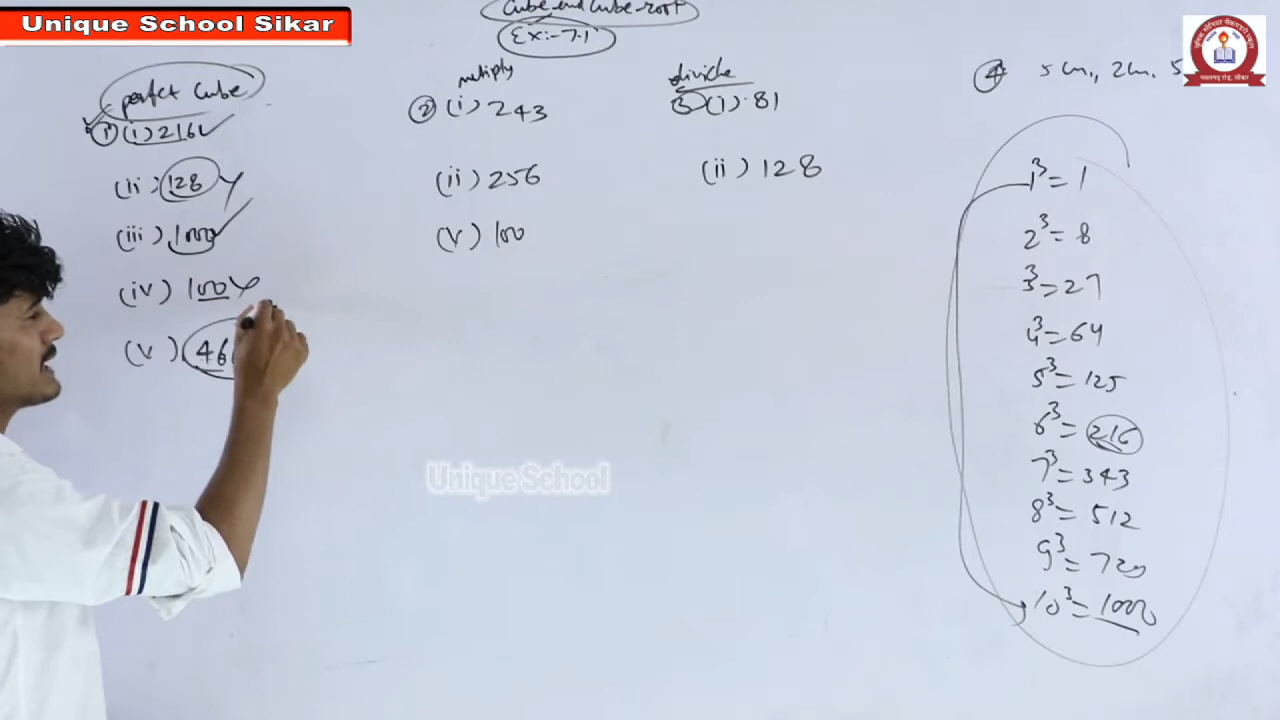 Unique School Sikar
Cube and Cube-root
Ex:-7.1
perfect cube
① (i) 216 ✓
(ii) 128
(iii) 1000 ✓
(iv) 100
(v) 46
multiply
② (i) 243
(ii) 256
(v) 100
divide
③ (i) 81
(ii) 128
④ 5 cm, 2 cm, 5
1³ = 1
2³ = 8
3³ = 27
4³ = 64
5³ = 125
6³ = 216
7³ = 343
8³ = 512
9³ = 729
10³ = 1000
Unique School